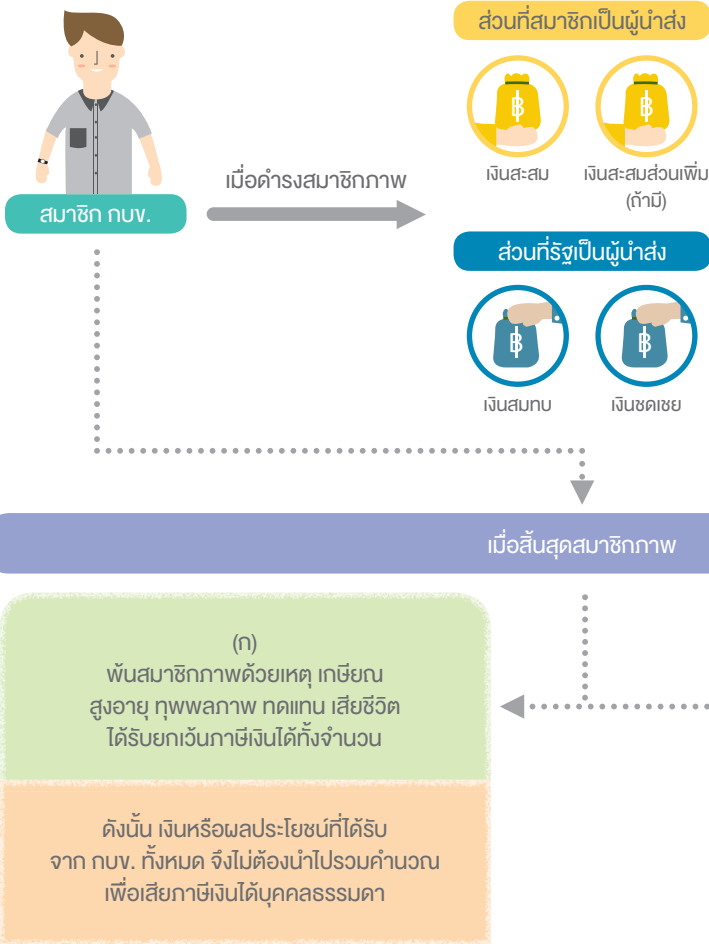 ส่วนที่สมาชิกเป็นผู้นำส่ง
฿
฿
เงินสะสม
เงินสะสมส่วนเพิ่ม
(ถ้ามี)
เมื่อดำรงสมาชิกภาพ
สมาชิก กบข.
ส่วนที่รัฐเป็นผู้นำส่ง
฿
฿
เงินสมทบ
เงินชดเชย
เมื่อสิ้นสุดสมาชิกภาพ
(ก)
พ้นสมาชิกภาพด้วยเหตุ เกษียณ
สูงอายุ ทุพพลภาพ ทดแทน เสียชีวิต
ได้รับยกเว้นภาษีเงินได้ทั้งจำนวน
ดังนั้น เงินหรือผลประโยชน์ที่ได้รับ
จาก กบข. ทั้งหมด จึงไม่ต้องนำไปรวมคำนวณ
เพื่อเสียภาษีเงินได้บุคคลธรรมดา